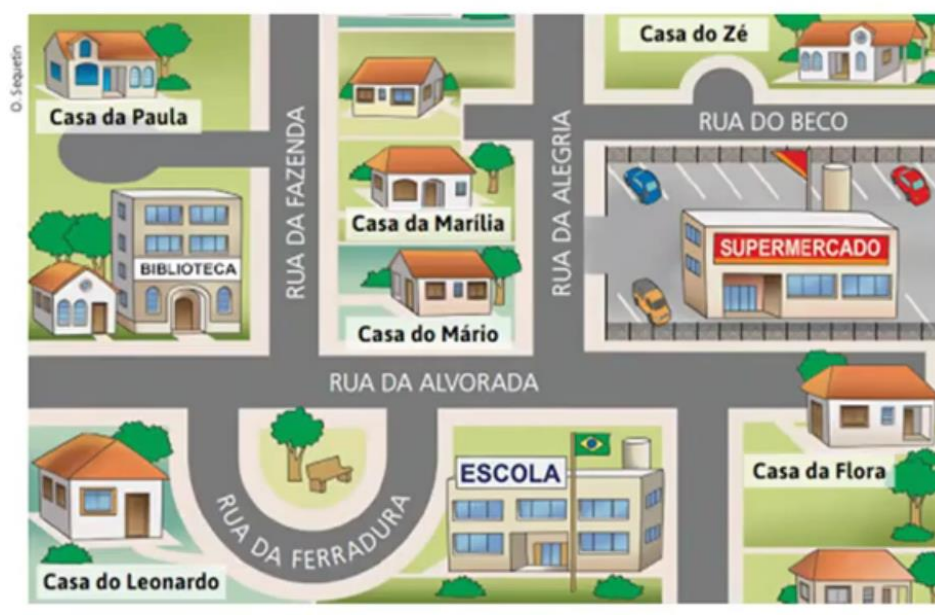 O. Sequetin
Casa da Paula
RUA DA FAZENDA
Casa do Zé
RUA DO BECO
RUA DA ALEGRIA
Casa da Marília
BIBLIOTECA
SUPERMERCADO
Casa do Mário
RUA DA ALVORADA
ESCOLA
Casa da Flora
RUA DA FERRADURA
Casa do Leonardo